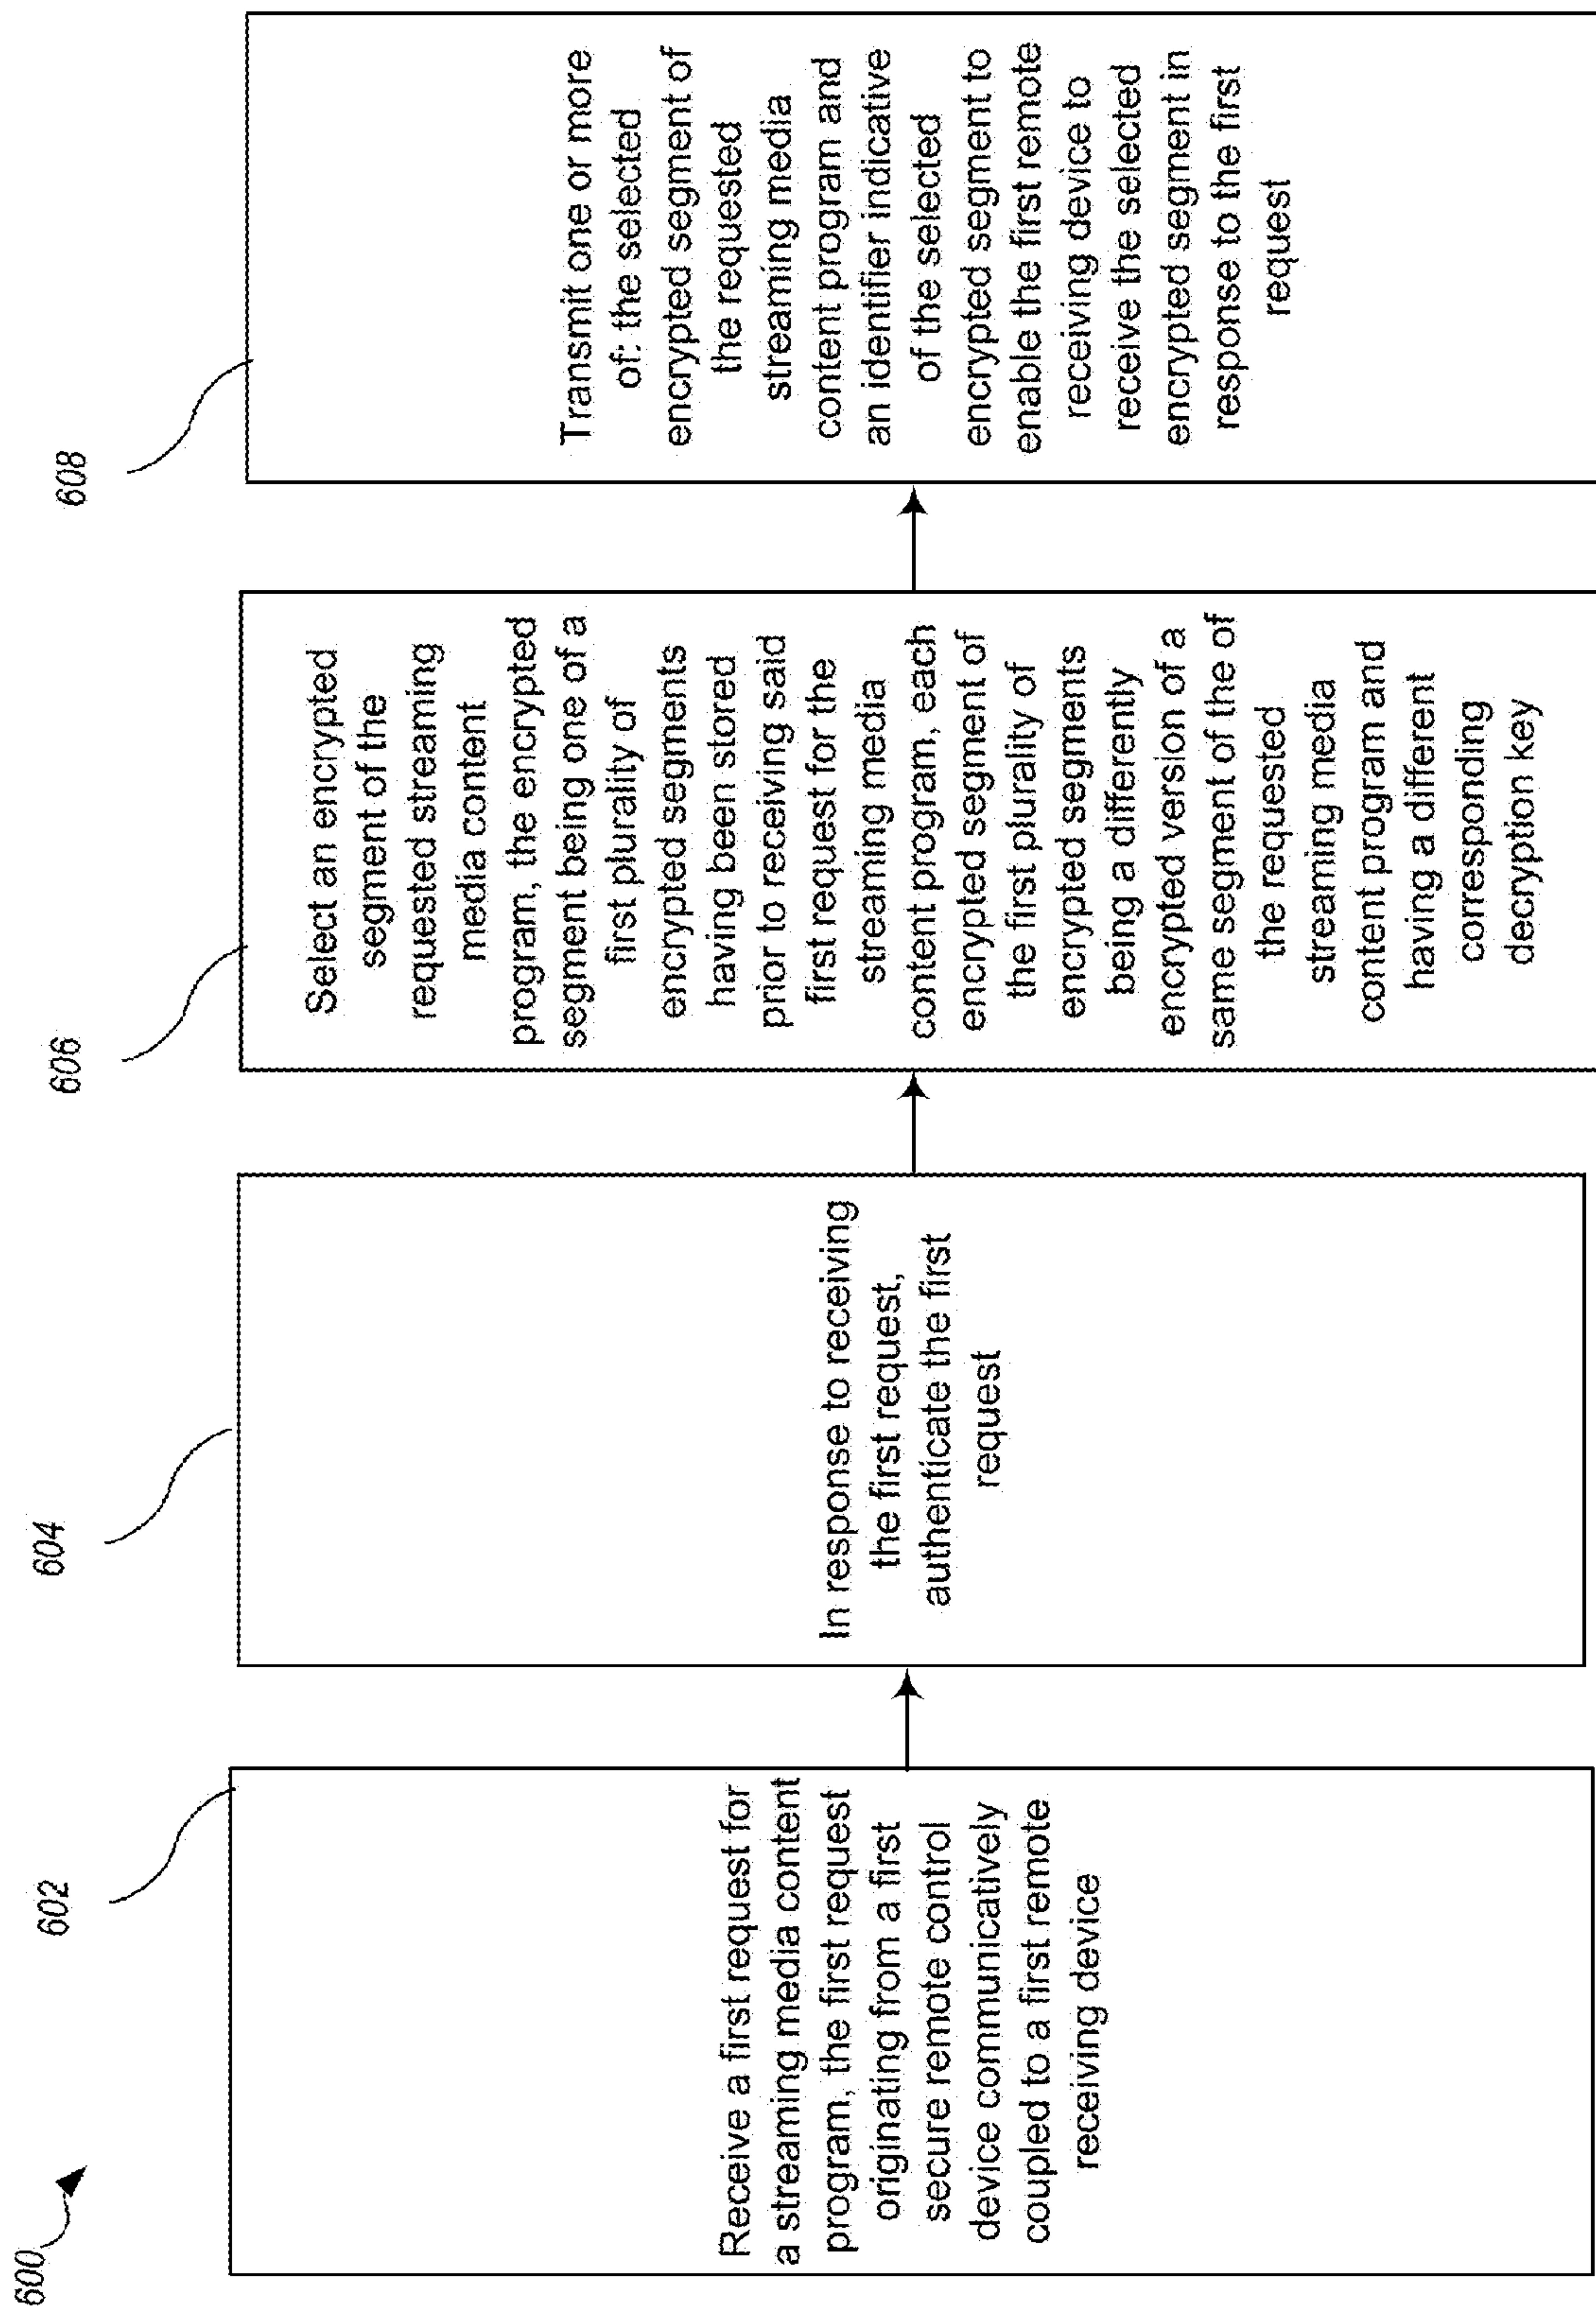 600
602
Receive a first request for
a streaming media content
program, the first request
originating from a first
secure remote control
device communicatively
coupled to a first remote
receiving device
604
In response to receiving
the first request,
authenticate the first
request
606
Select an encrypted
segment of the
requested streaming
media content
program, the encrypted
segment being one of a
first plurality of
encrypted segments
having been stored
prior to receiving said
first request for the
streaming media
content program, each
encrypted segment of
the first plurality of
encrypted segments
being a differently
encrypted version of a
same segment of the of
the requested
streaming media
content program and
having a different
corresponding
decryption key
608
Transmit one or more
of: the selected
encrypted segment of
the requested
streaming media
content program and
an identifier indicative
of the selected
encrypted segment to
enable the first remote
receiving device to
receive the selected
encrypted segment in
response to the first
request